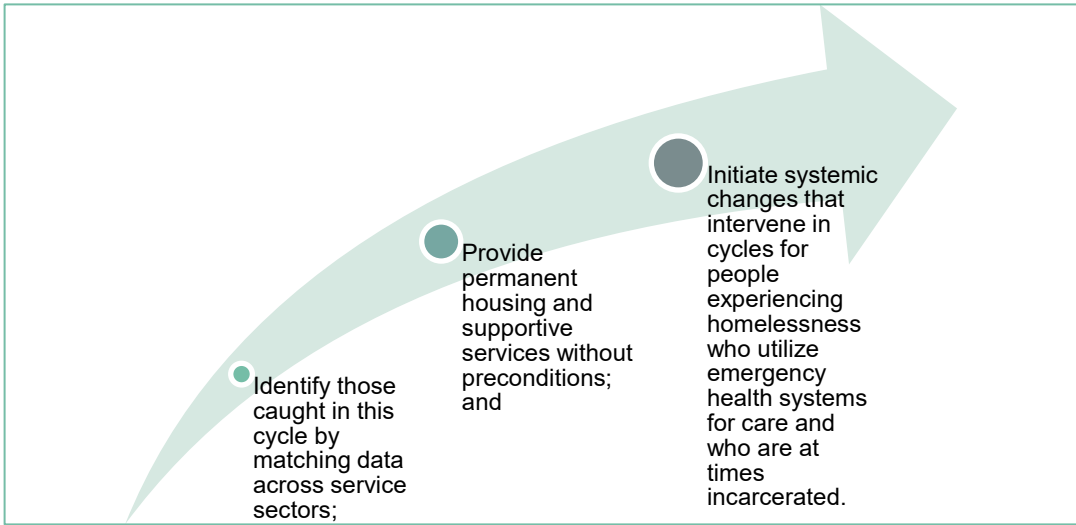 Identify those
caught in this
cycle by
matching data
across service
sectors;
Provide
permanent
housing and
supportive
services without
preconditions;
and
Initiate systemic
changes that
intervene in
cycles for
people
experiencing
homelessness
who utilize
emergency
health systems
for care and
who are at
times
incarcerated.